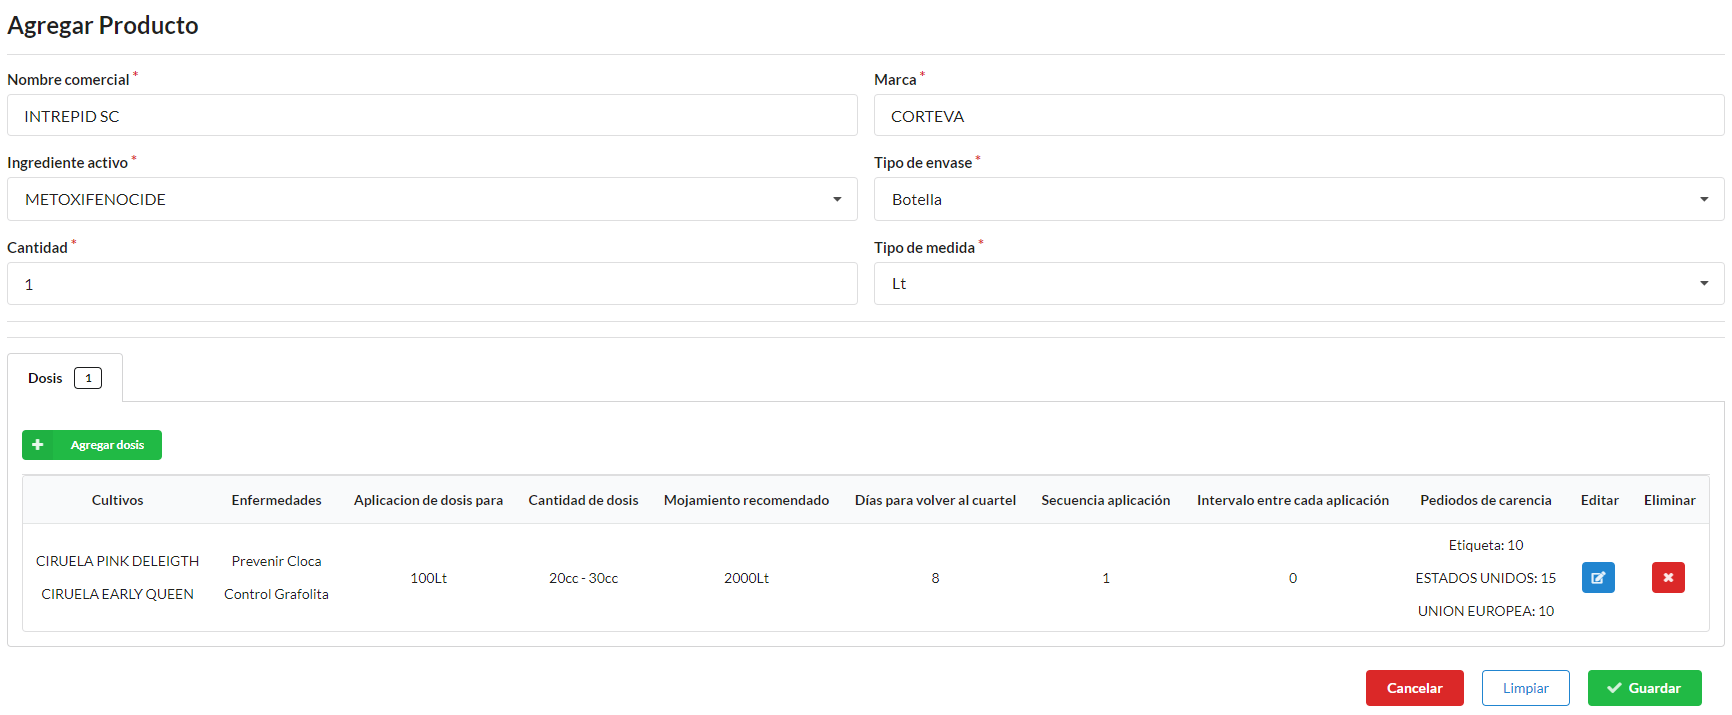 Agregar Producto
Nombre comercial *
Marca *
INTREPID SC
CORTEVA
Ingrediente activo *
Tipo de envase *
METOXIFENOCIDE
Botella
Cantidad *
Tipo de medida *
1
Lt
Dosis 1
Agregar dosis
Cultivos Enfermedades Aplicacion de dosis para Cantidad de dosis Mojamiento recomendado Días para volver al cuartel Secuencia aplicación Intervalo entre cada aplicación Pediodos de carencia Editar Eliminar
Etiqueta: 10
CIRUELA PINK DELEIGTH Prevenir Cloca
100Lt 20cc - 30cc 2000Lt 8 1 0 ESTADOS UNIDOS: 15
CIRUELA EARLY QUEEN Control Grafolita
UNION EUROPEA: 10
Cancelar Limpiar Guardar